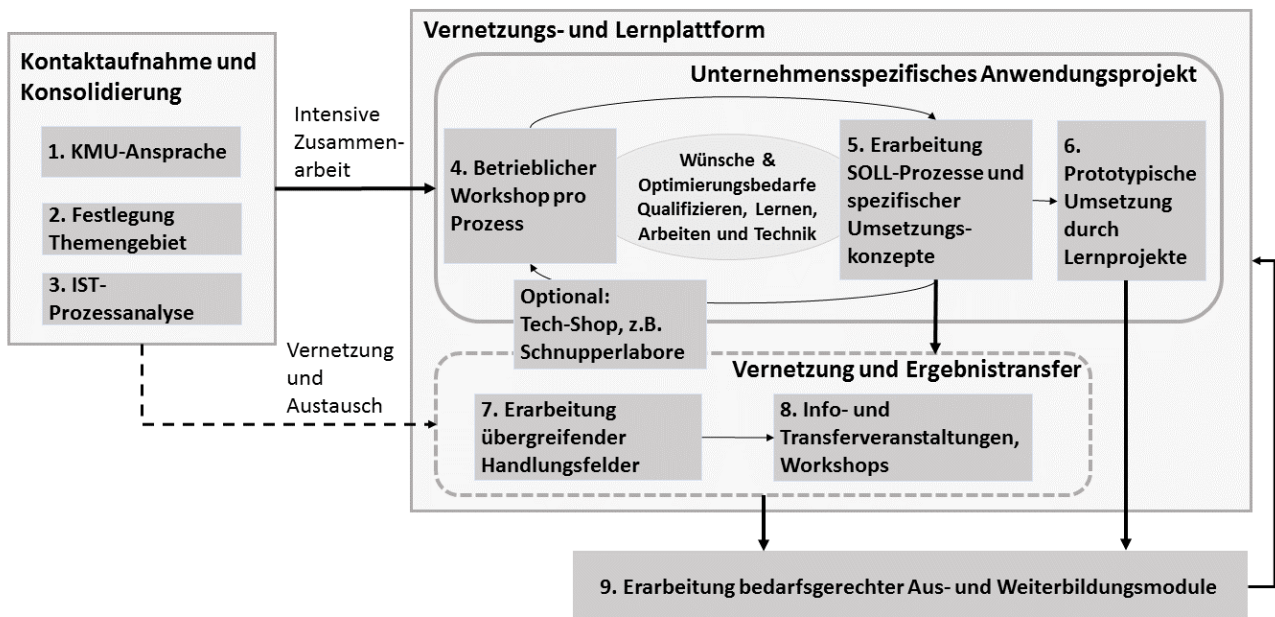 Kontaktaufnahme und
Konsolidierung
1. KMU-Ansprache
2. Festlegung
Themengebiet
3. IST-
Prozessanalyse
Intensive
Zusammen-
arbeit
Vernetzung
und
Austausch
Vernetzungs- und Lernplattform
Unternehmensspezifisches Anwendungsprojekt
4. Betrieblicher
Workshop pro
Prozess
Wünsche &
Optimierungsbedarfe
Qualifizieren, Lernen,
Arbeiten und Technik
5. Erarbeitung
SOLL-Prozesse und
spezifischer
Umsetzungs-
konzepte
6.
Prototypische
Umsetzung
durch
Lernprojekte
Optional:
Tech-Shop, z.B.
Schnupperlabore
Vernetzung und Ergebnistransfer
7. Erarbeitung
übergreifender
Handlungsfelder
8. Info- und
Transferveranstaltungen,
Workshops
9. Erarbeitung bedarfsgerechter Aus- und Weiterbildungsmodule